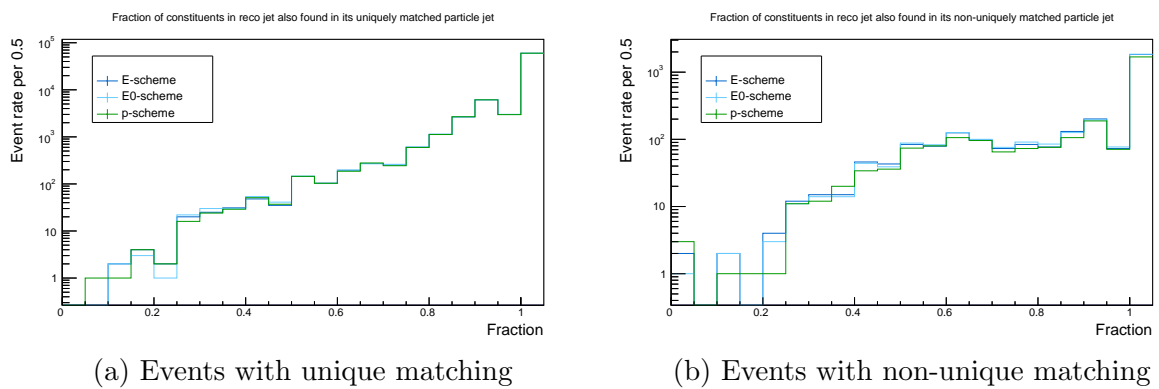 Fraction of constituents in reco jet also found in its uniquely matched particle jet
Event rate per 0.5
10^5
10^4
10^3
10^2
10
1
E-scheme
E0-scheme
p-scheme
0 0.2 0.4 0.6 0.8 1
Fraction
(a) Events with unique matching
Fraction of constituents in reco jet also found in its non-uniquely matched particle jet
Event rate per 0.5
10^3
10^2
10
1
E-scheme
E0-scheme
p-scheme
0 0.2 0.4 0.6 0.8 1
Fraction
(b) Events with non-unique matching